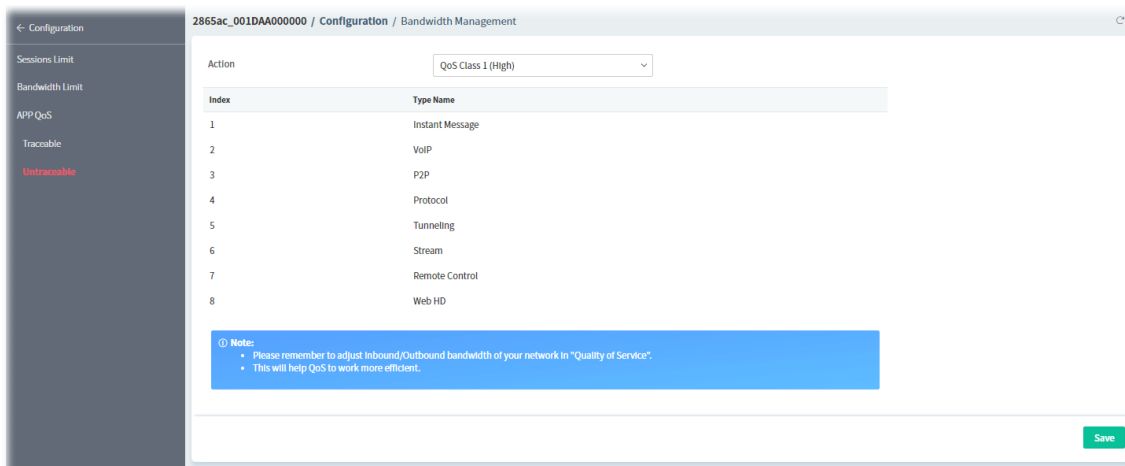 ← Configuration
2865ac_001DAA000000 / Configuration / Bandwidth Management
Sessions Limit
Bandwidth Limit
APP QoS
Traceable
Untraceable
Action QoS Class 1 (High)
Index Type Name
1 Instant Message
2 VoIP
3 P2P
4 Protocol
5 Tunneling
6 Stream
7 Remote Control
8 Web HD
Note:
• Please remember to adjust Inbound/Outbound bandwidth of your network in "Quality of Service".
• This will help QoS to work more efficient.
Save